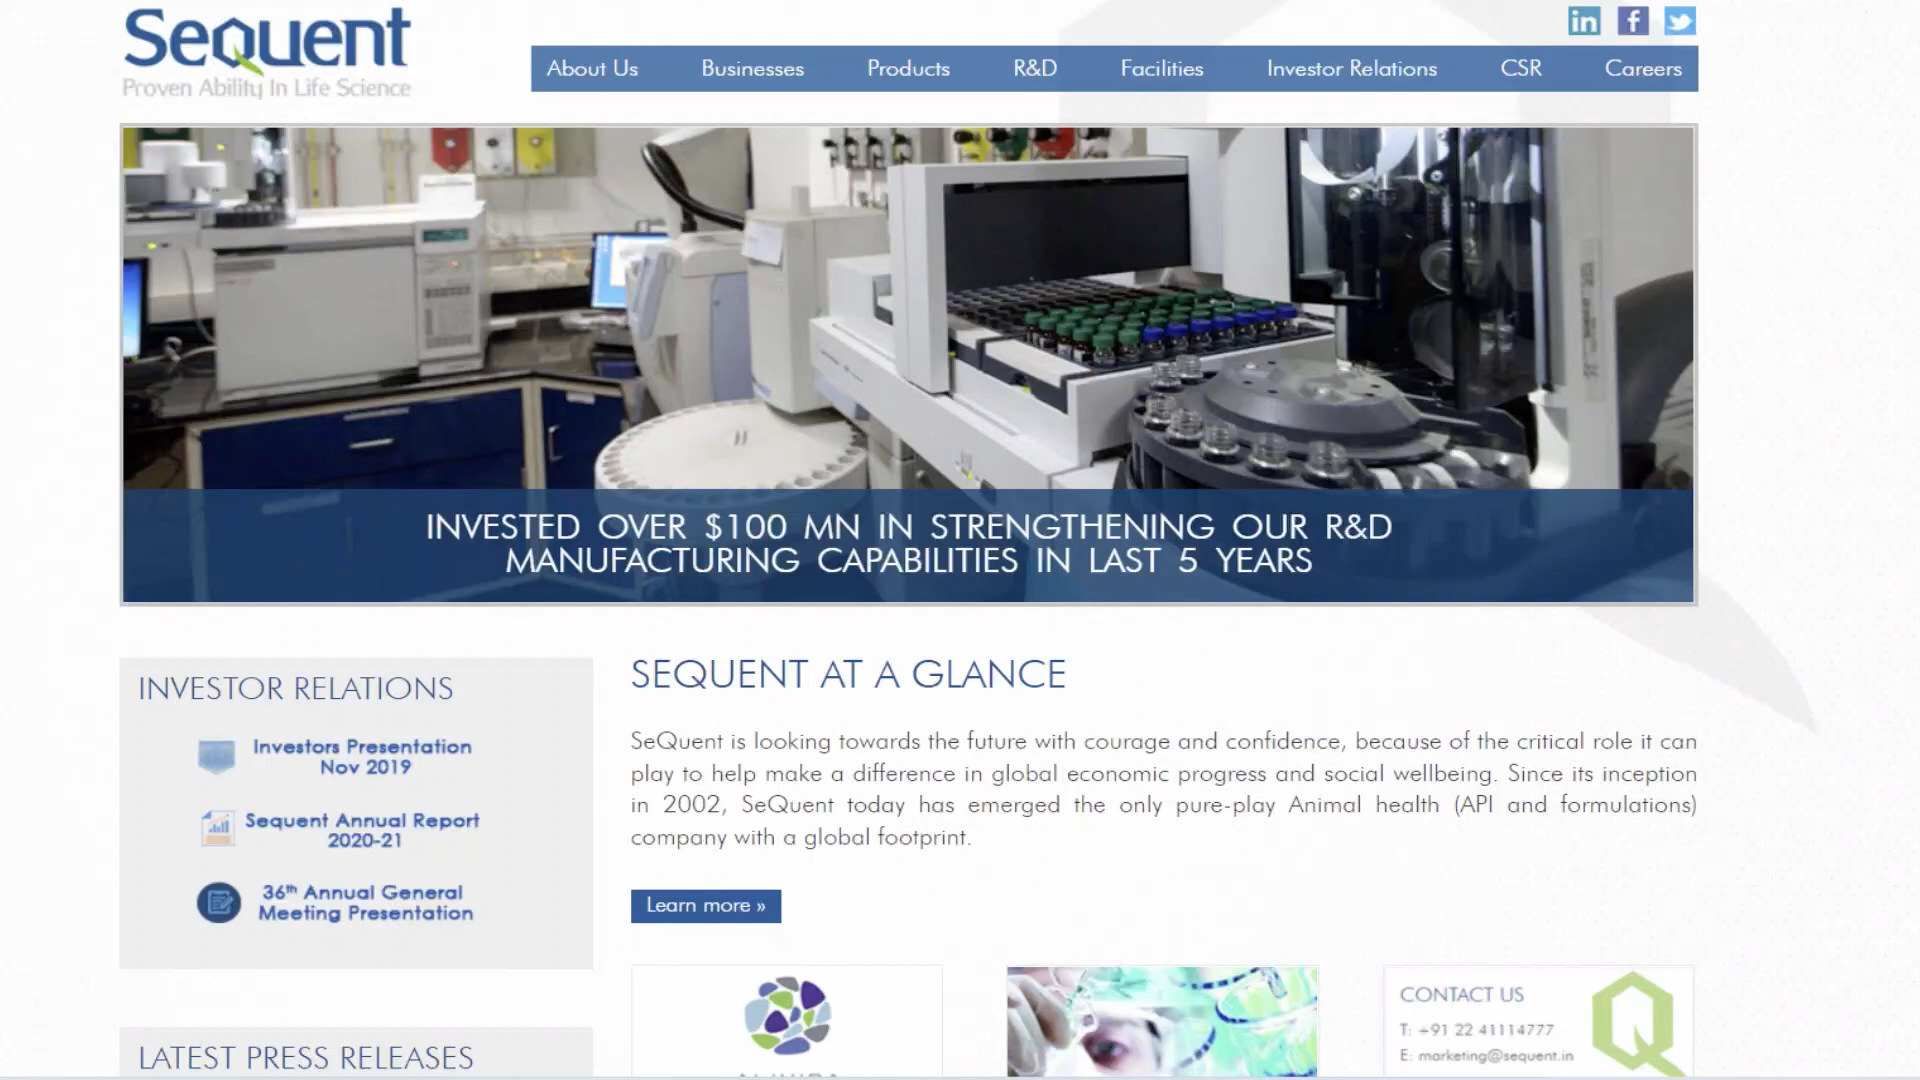 SeQuent
Proven Ability In Life Science
About Us Businesses Products R&D Facilities Investor Relations CSR Careers
INVESTED OVER $100 MN IN STRENGTHENING OUR R&D
MANUFACTURING CAPABILITIES IN LAST 5 YEARS
INVESTOR RELATIONS
Investors Presentation
Nov 2019
Sequent Annual Report
2020-21
36th Annual General
Meeting Presentation
LATEST PRESS RELEASES
SEQUENT AT A GLANCE
SeQuent is looking towards the future with courage and confidence, because of the critical role it can
play to help make a difference in global economic progress and social wellbeing. Since its inception
in 2002, SeQuent today has emerged the only pure-play Animal health (API and formulations)
company with a global footprint.
Learn more »
CONTACT US
T: +91 22 41114777
E: marketing@sequent.in